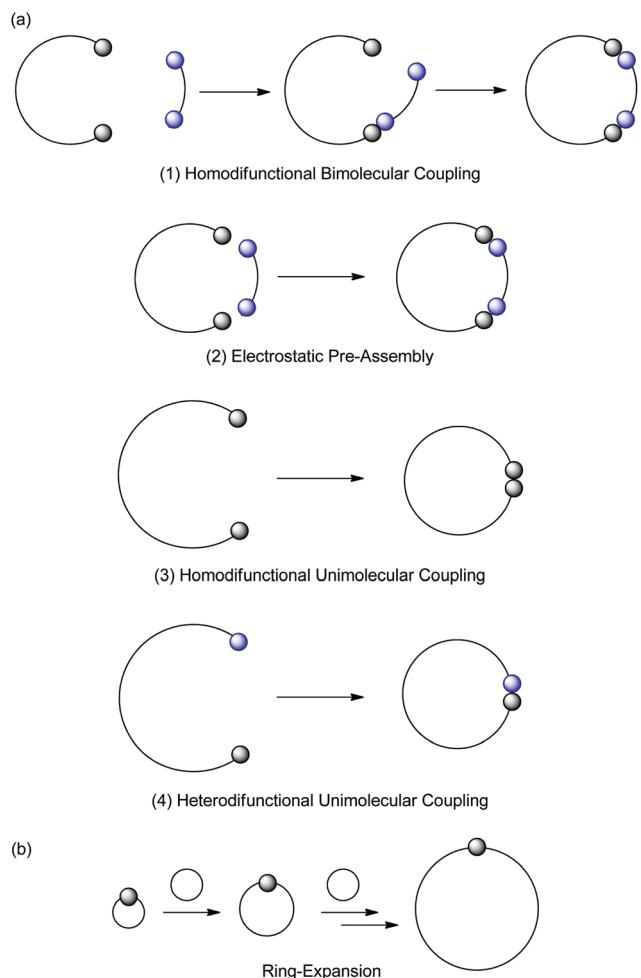 (a)
(1) Homodifunctional Bimolecular Coupling
(2) Electrostatic Pre-Assembly
(3) Homodifunctional Unimolecular Coupling
(4) Heterodifunctional Unimolecular Coupling
(b)
Ring-Expansion